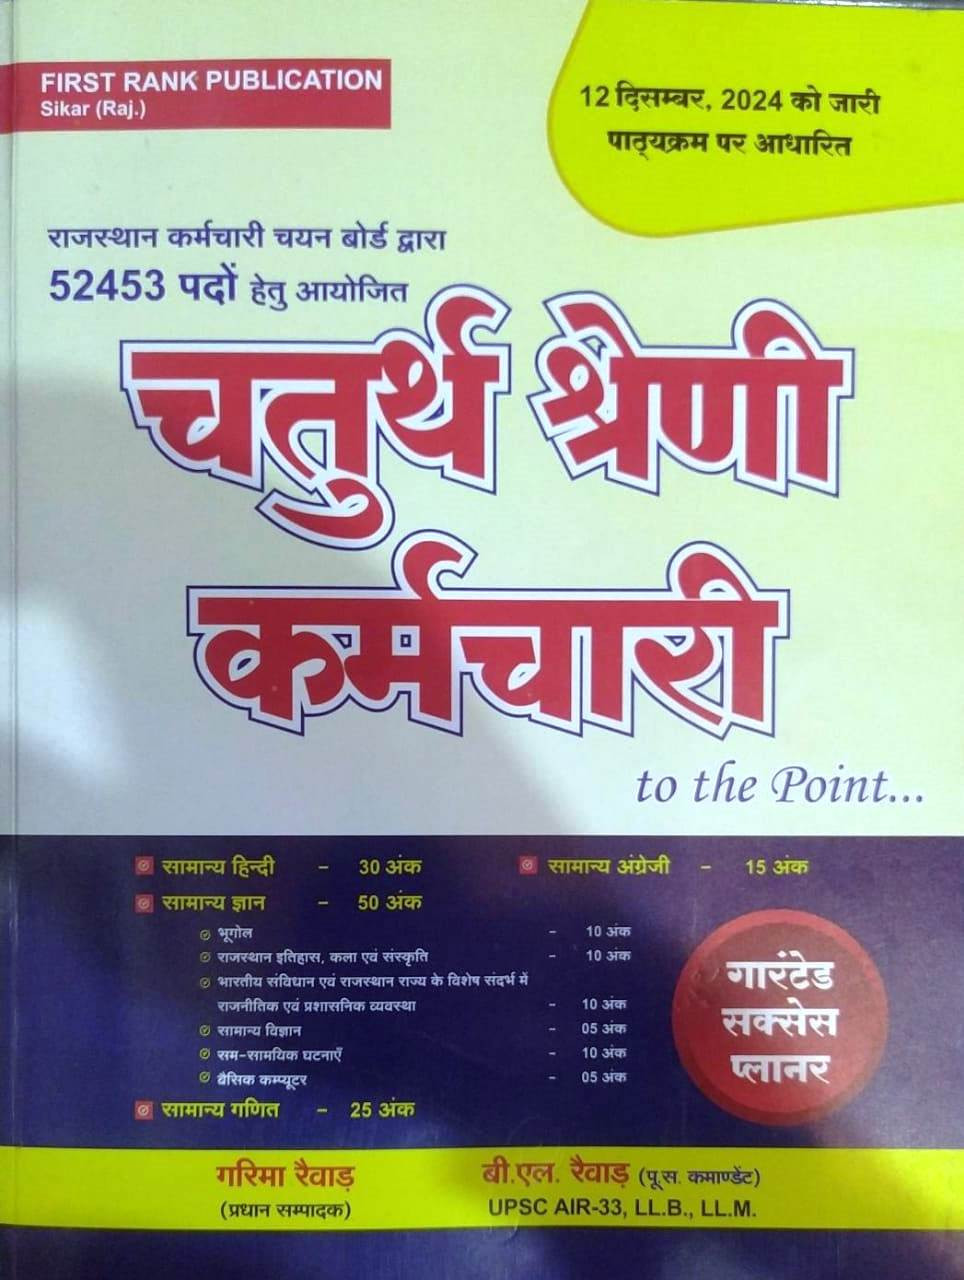 FIRST RANK PUBLICATION
Sikar (Raj.)
12 दिसम्बर, 2024 को जारी
पाठ्यक्रम पर आधारित
राजस्थान कर्मचारी चयन बोर्ड द्वारा
52453 पदों हेतु आयोजित
चतुर्थ श्रेणी
कर्मचारी
to the Point...
सामान्य हिन्दी - 30 अंक
सामान्य अंग्रेजी - 15 अंक
सामान्य ज्ञान - 50 अंक
भूगोल - 10 अंक
राजस्थान इतिहास, कला एवं संस्कृति - 10 अंक
भारतीय संविधान एवं राजस्थान राज्य के विशेष संदर्भ में
राजनीतिक एवं प्रशासनिक व्यवस्था - 10 अंक
सामान्य विज्ञान - 05 अंक
सम-सामयिक घटनाएँ - 10 अंक
बैसिक कम्प्यूटर - 05 अंक
सामान्य गणित - 25 अंक
गारंटेड
सक्सेस
प्लानर
गरिमा रैवाड़
(प्रधान सम्पादक)
बी.एल. रैवाड़ (पू.स. कमाण्डेंट)
UPSC AIR-33, LL.B., LL.M.